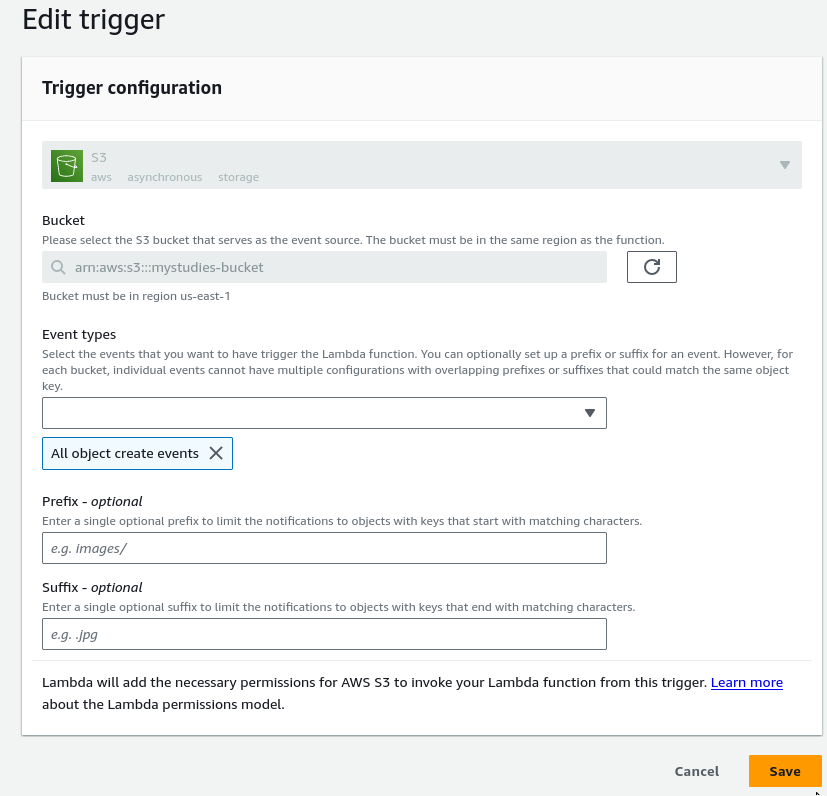 Edit trigger
Trigger configuration
S3
aws asynchronous storage
Bucket
Please select the S3 bucket that serves as the event source. The bucket must be in the same region as the function.
arn:aws:s3:::mystudies-bucket
Bucket must be in region us-east-1
Event types
Select the events that you want to have trigger the Lambda function. You can optionally set up a prefix or suffix for an event. However, for
each bucket, individual events cannot have multiple configurations with overlapping prefixes or suffixes that could match the same object
key.
All object create events
Prefix - optional
Enter a single optional prefix to limit the notifications to objects with keys that start with matching characters.
e.g. images/
Suffix - optional
Enter a single optional suffix to limit the notifications to objects with keys that end with matching characters.
e.g. .jpg
Lambda will add the necessary permissions for AWS S3 to invoke your Lambda function from this trigger. Learn more
about the Lambda permissions model.
Cancel Save